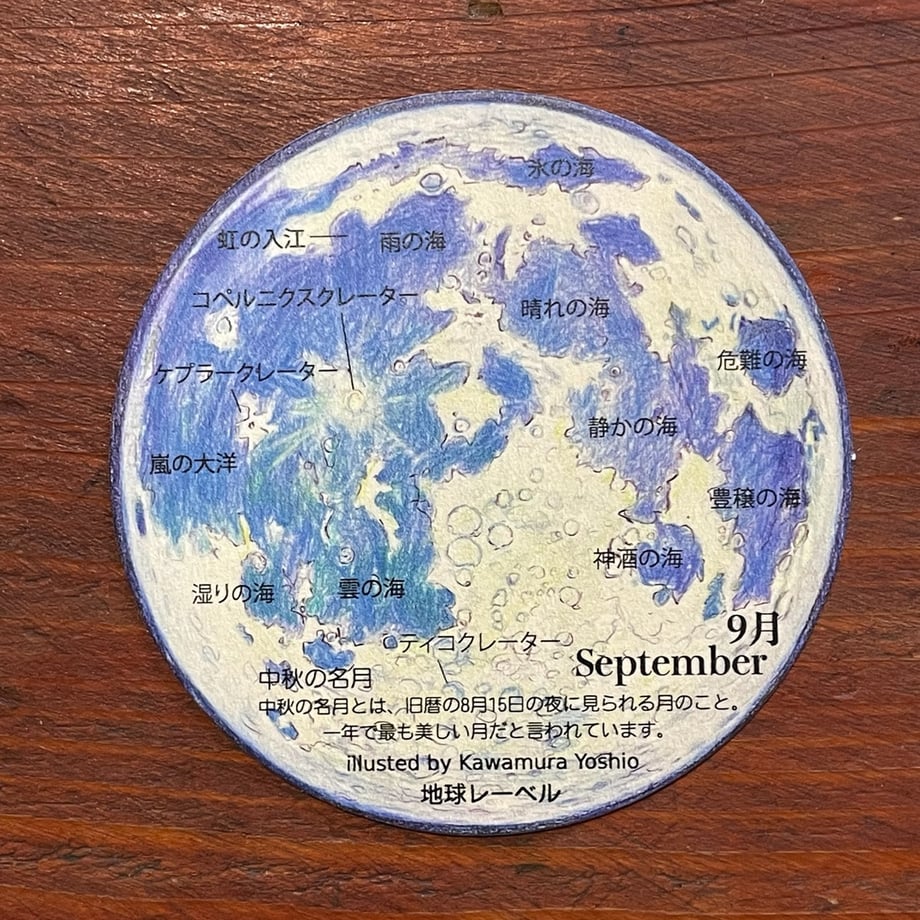 氷の海
虹の入江
雨の海
コペルニクスクレーター
晴れの海
危難の海
ケプラークレーター
静かの海
嵐の大洋
豊穣の海
神酒の海
湿りの海
雲の海
ティコクレーター
9月
September
中秋の名月
中秋の名月とは、旧暦の8月15日の夜に見られる月のこと。
一年で最も美しい月だと言われています。
illusted by Kawamura Yoshio
地球レーベル